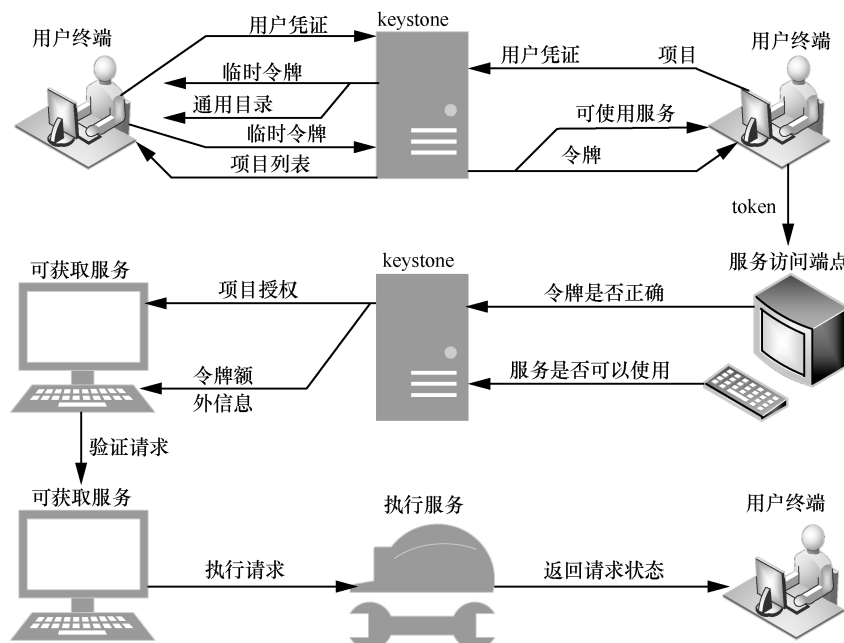 用户终端
用户凭证
keystone
用户凭证
项目
用户终端
临时令牌
通用目录
可使用服务
临时令牌
令牌
项目列表
token
可获取服务
keystone
服务访问端点
项目授权
令牌是否正确
令牌额
外信息
服务是否可以使用
验证请求
可获取服务
执行服务
用户终端
执行请求
返回请求状态